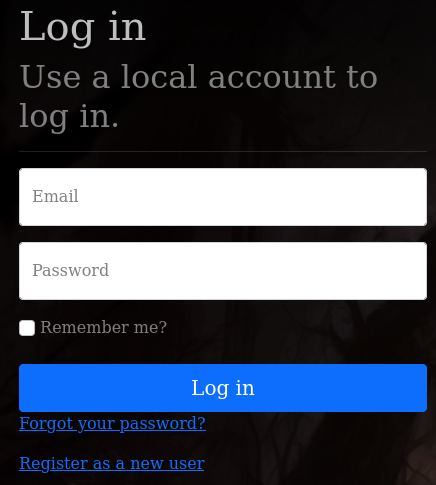 Log in
Use a local account to
log in.
Email
Password
Remember me?
Log in
Forgot your password?
Register as a new user